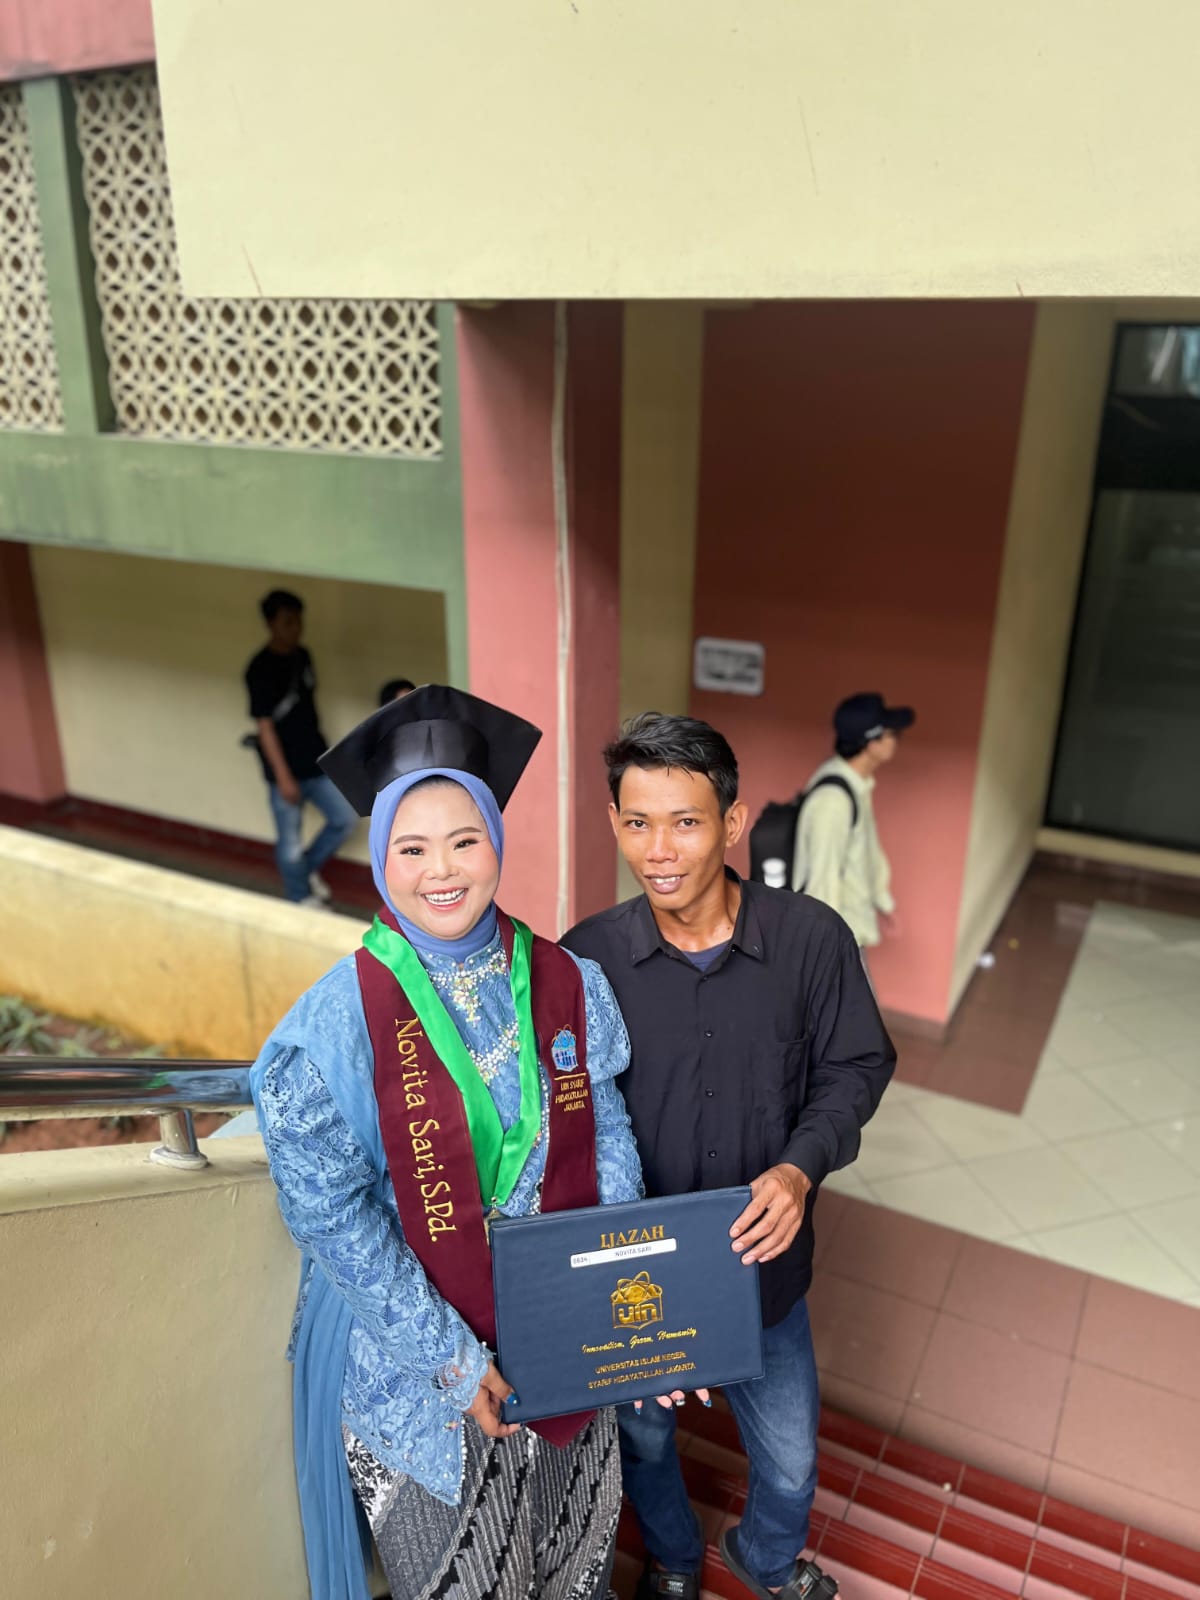 Novita Sari, S.Pd.
UIN SYARIF
HIDAYATULLAH
JAKARTA
IJAZAH
NOVITA SARI
uin
Innovation, Green, Humanity
UNIVERSITAS ISLAM NEGERI
SYARIF HIDAYATULLAH JAKARTA